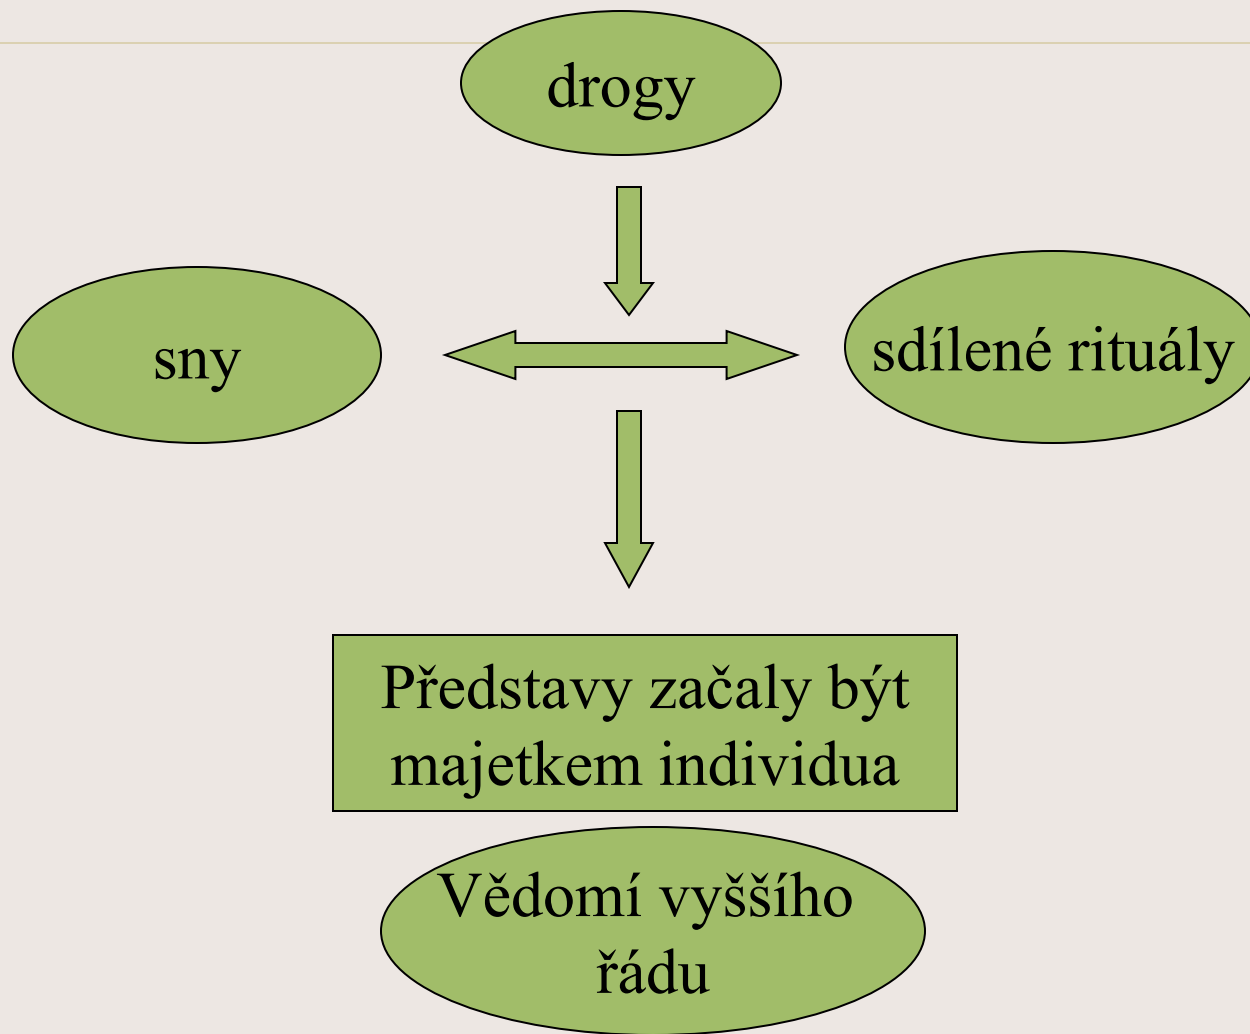 drogy
sny
sdílené rituály
Představy začaly být
majetkem individua
Vědomí vyššího
řádu